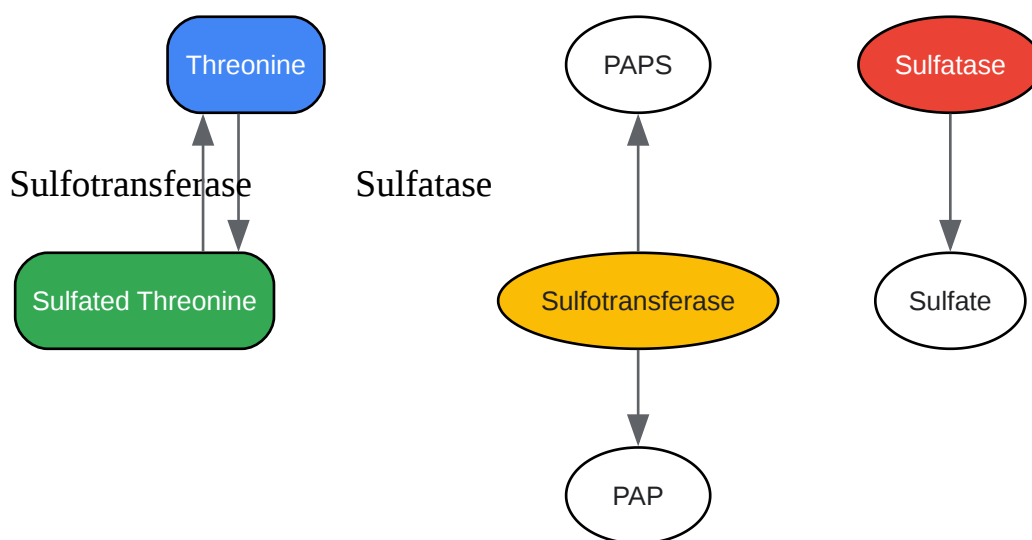 Threonine
PAPS
Sulfatase
Sulfotransferase
Sulfatase
Sulfated Threonine
Sulfotransferase
Sulfate
PAP